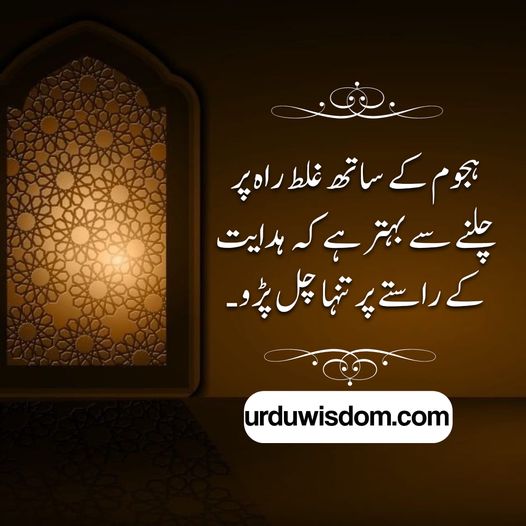 ہجوم کے ساتھ غلط راہ پر
چلنے سے بہتر ہے کہ ہدایت
کے راستے پر تنہا چل پڑو۔
urduwisdom.com